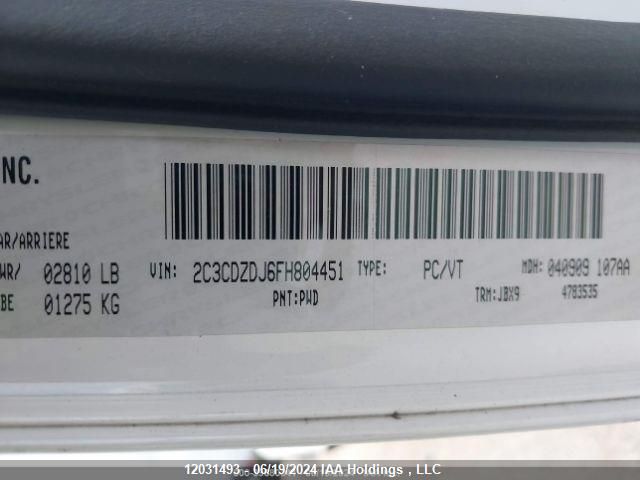 NC.
AR/ARRIERE
WR/ 02810 LB VIN: 2C3CDZDJ6FH804451 TYPE: PC/VT MDH: 040909 107AA
BE 01275 KG PNT:PWD TRM:JBX9 4783535
12031493 - 06/19/2024 IAA Holdings , LLC